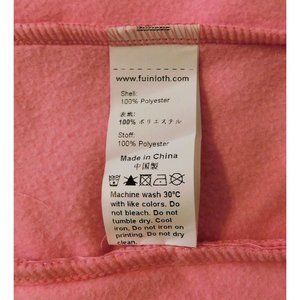 www.fuinloth.com
Shell:
100% Polyester
表地:
100% ポリエステル
Stoff:
100% Polyester
Made in China
中国製
Machine wash 30ºC
with like colors. Do
not bleach. Do not
tumble dry. Cool
iron. Do not iron on
printing. Do not dry
clean.